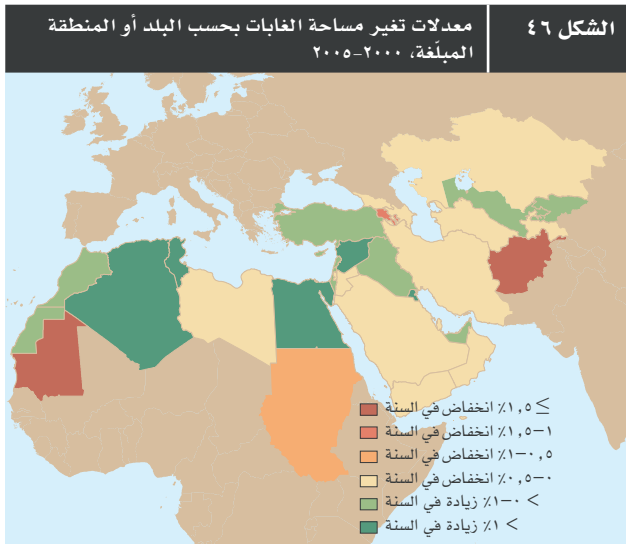 الشكل ٤٦
معدلات تغير مساحة الغابات بحسب البلد أو المنطقة
المبلّغة، ٢٠٠٠-٢٠٠٥
≥ ١,٥٪ انخفاض في السنة
١-١,٥٪ انخفاض في السنة
٠,٥-١٪ انخفاض في السنة
٠-٠,٥٪ انخفاض في السنة
> ٠-١٪ زيادة في السنة
> ١٪ زيادة في السنة